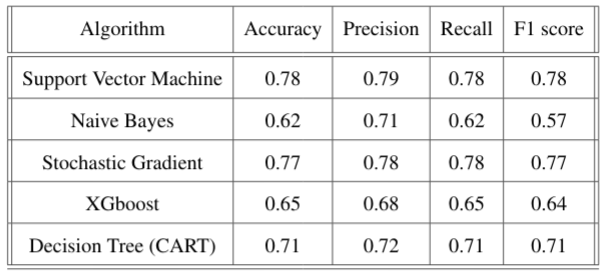 Algorithm Accuracy Precision Recall F1 score
Support Vector Machine 0.78 0.79 0.78 0.78
Naive Bayes 0.62 0.71 0.62 0.57
Stochastic Gradient 0.77 0.78 0.78 0.77
XGboost 0.65 0.68 0.65 0.64
Decision Tree (CART) 0.71 0.72 0.71 0.71